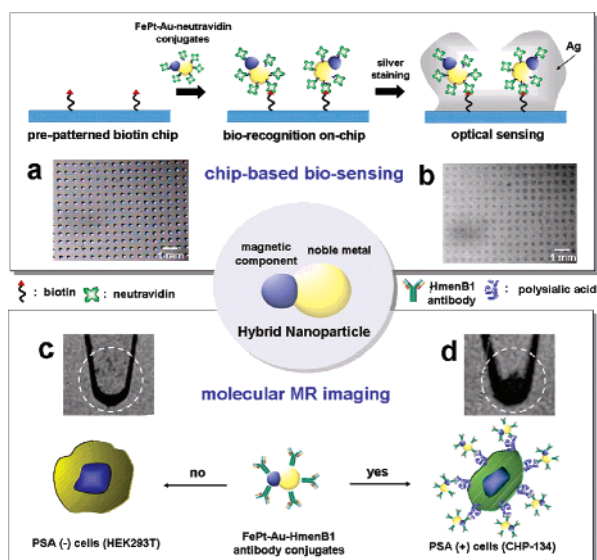 FePt-Au-neutravidin
conjugates
silver
staining
Ag
pre-patterned biotin chip
bio-recognition on-chip
optical sensing
a
chip-based bio-sensing
b
1 mm
1 mm
magnetic
component
noble metal
Hybrid Nanoparticle
: biotin
: neutravidin
HmenB1
antibody
: polysialic acid
c
d
molecular MR imaging
no
yes
PSA (-) cells (HEK293T)
FePt-Au-HmenB1
antibody conjugates
PSA (+) cells (CHP-134)